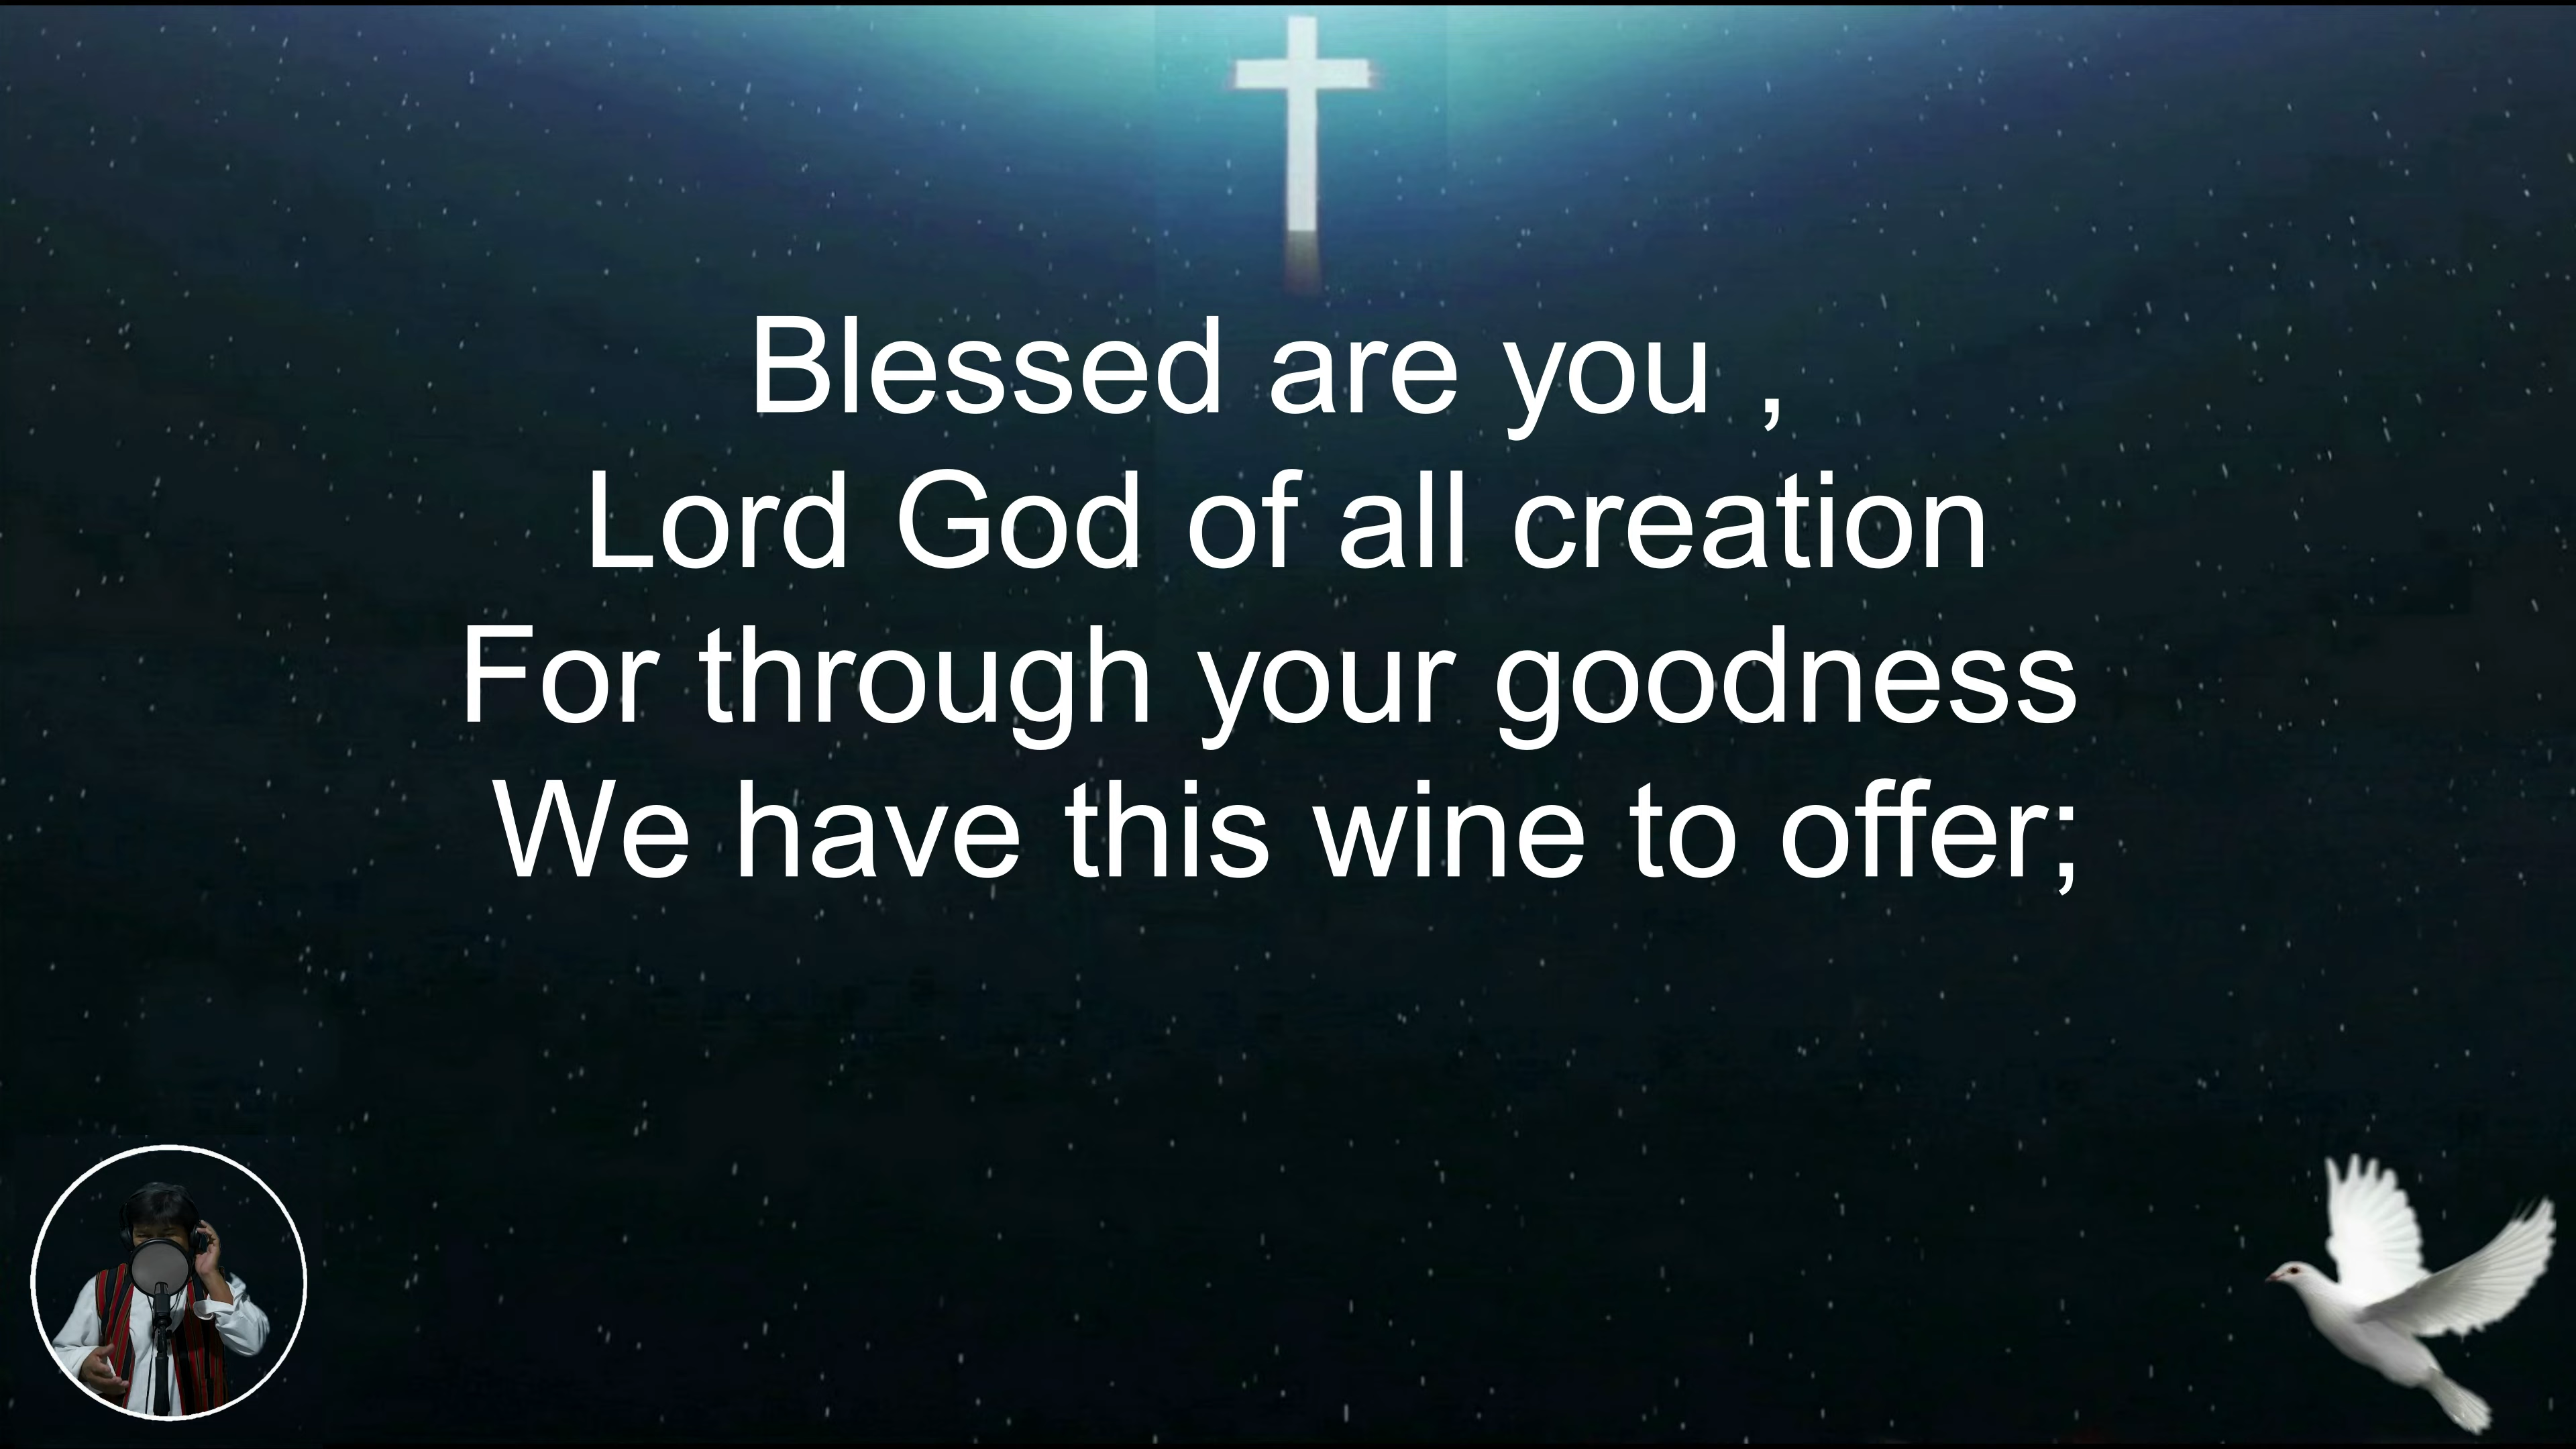 Blessed are you ,
Lord God of all creation
For through your goodness
We have this wine to offer;